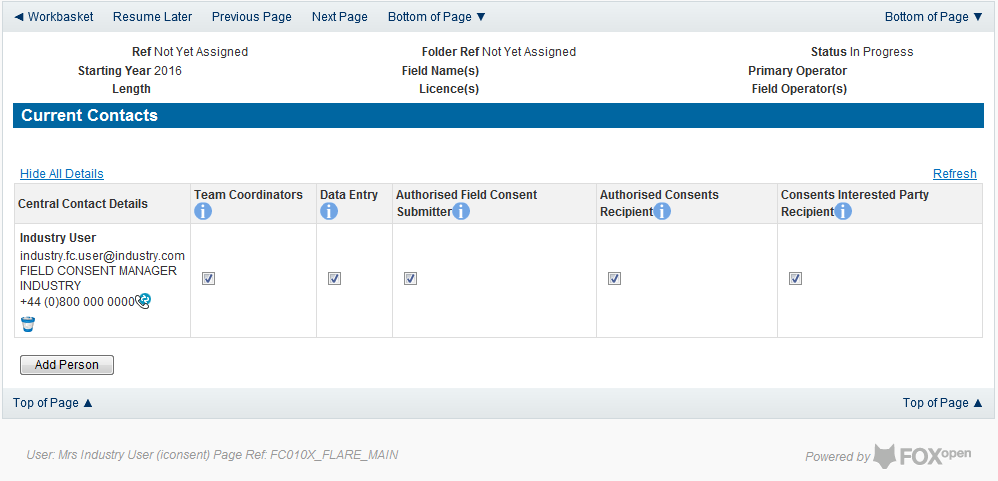 ◄ Workbasket Resume Later Previous Page Next Page Bottom of Page ▼ Bottom of Page ▼
Ref Not Yet Assigned Folder Ref Not Yet Assigned Status In Progress
Starting Year 2016 Field Name(s) Primary Operator
Length Licence(s) Field Operator(s)
Current Contacts
Hide All Details Refresh
Central Contact Details
Team Coordinators
Data Entry
Authorised Field Consent
Submitter
Authorised Consents
Recipient
Consents Interested Party
Recipient
Industry User
industry.fc.user@industry.com
FIELD CONSENT MANAGER
INDUSTRY
+44 (0)800 000 0000
Add Person
Top of Page ▲ Top of Page ▲
User: Mrs Industry User (iconsent) Page Ref: FC010X_FLARE_MAIN
Powered by FOXopen